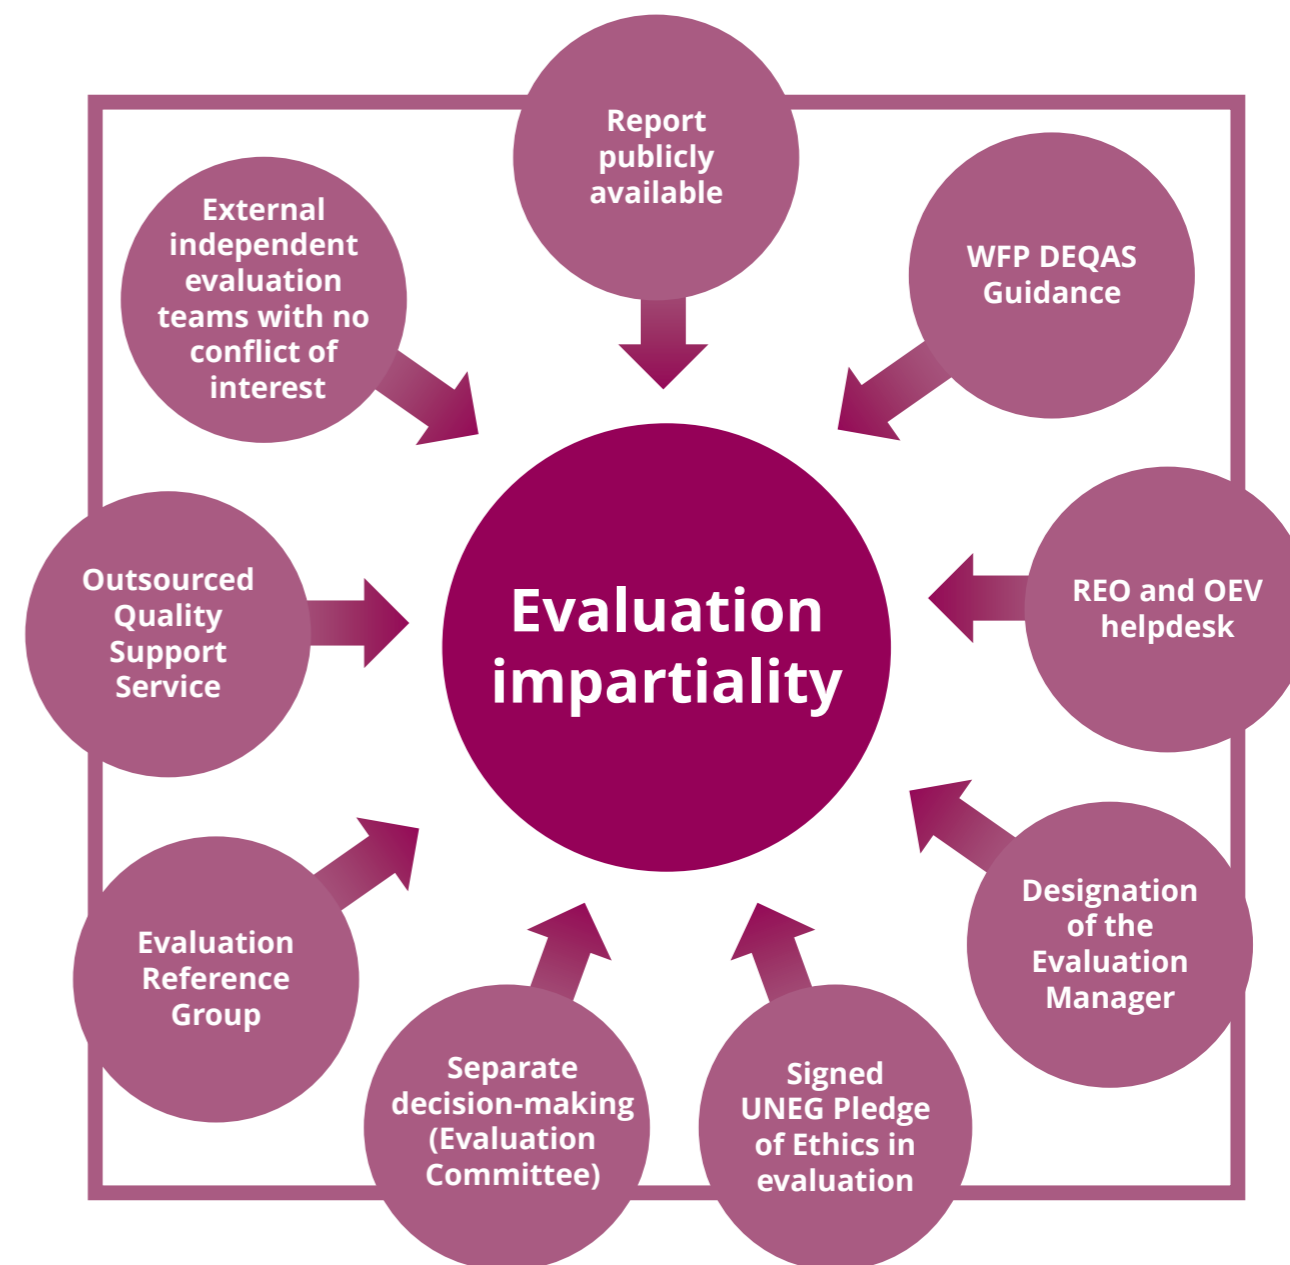 Report
publicly
available
WFP DEQAS
Guidance
REO and OEV
helpdesk
Designation
of the
Evaluation
Manager
Signed
UNEG Pledge
of Ethics in
evaluation
Separate
decision-making
(Evaluation
Committee)
Evaluation
Reference
Group
Outsourced
Quality
Support
Service
External
independent
evaluation
teams with no
conflict of
interest
Evaluation
impartiality